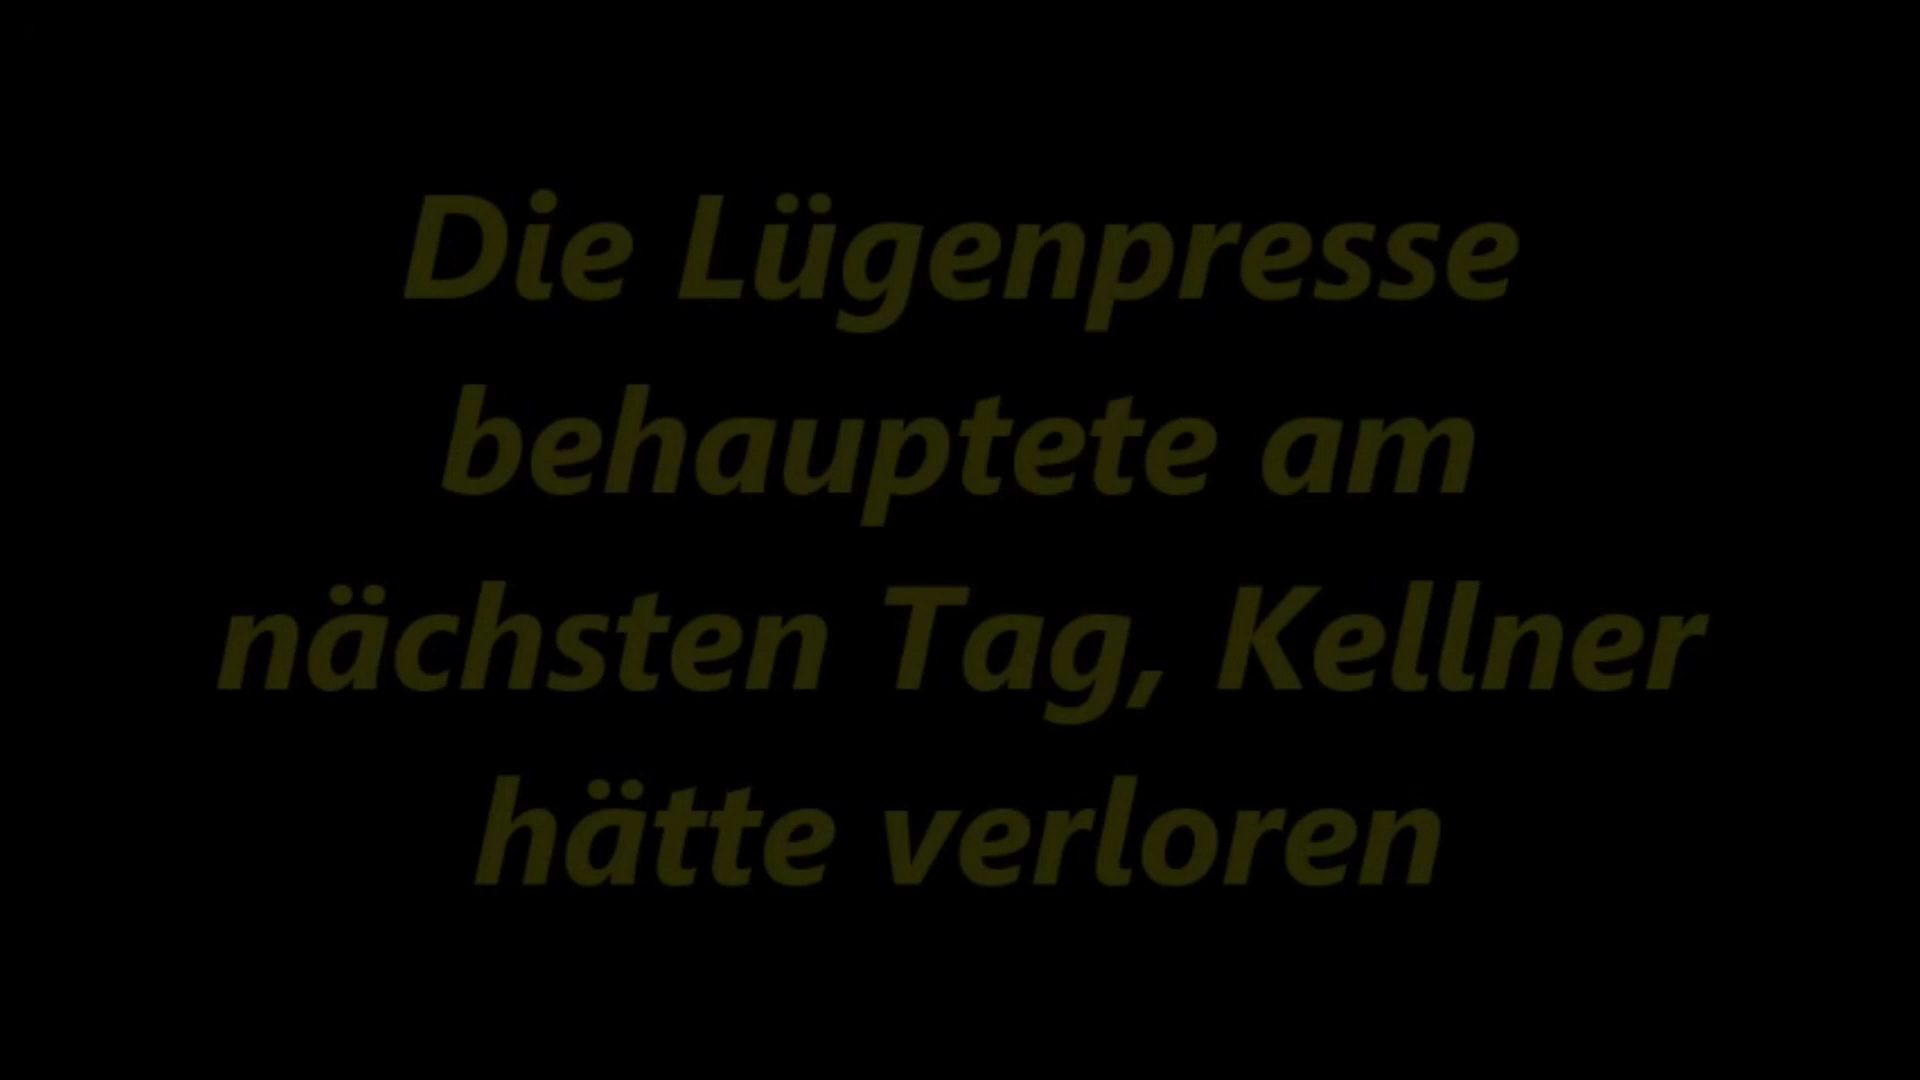 Die Lügenpresse
behauptete am
nächsten Tag, Kellner
hätte verloren